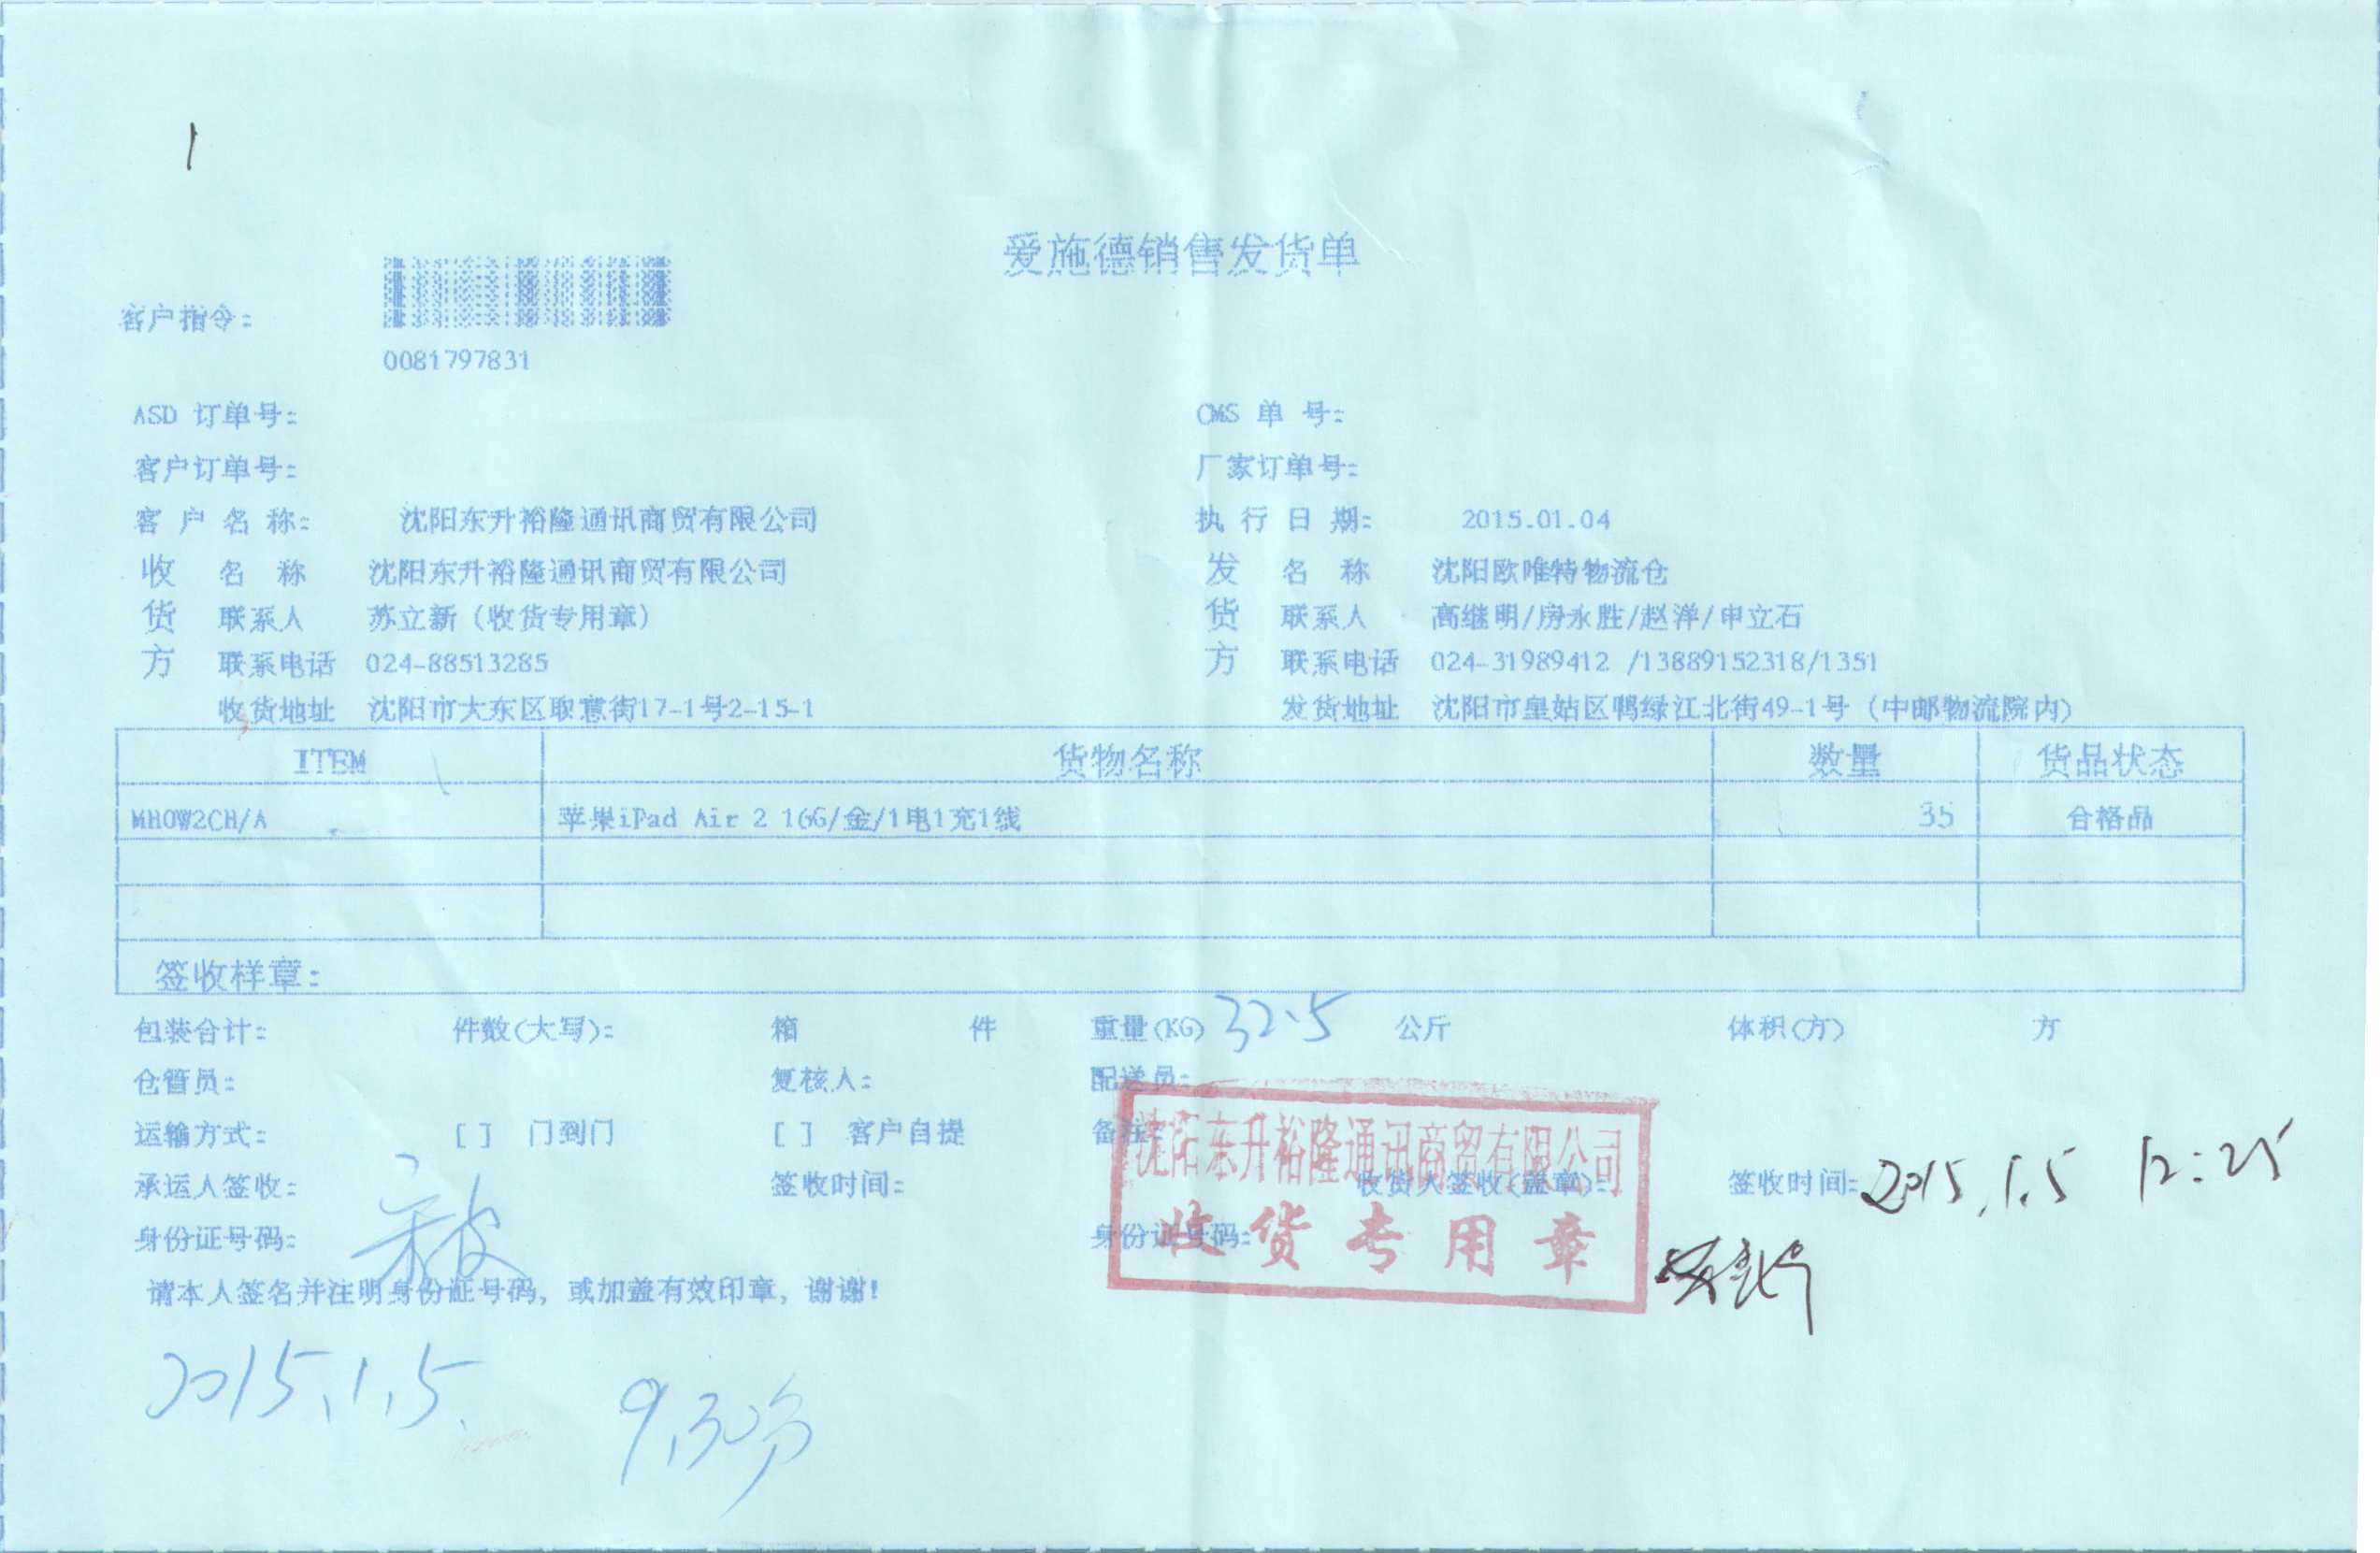 1
爱施德销售发货单
客户指令:
0081797831
ASD 订单号: CMS 单 号:
客户订单号: 厂家订单号:
客 户 名 称: 沈阳东升裕隆通讯商贸有限公司 执 行 日 期: 2015.01.04
收 名 称 沈阳东升裕隆通讯商贸有限公司 发 名 称 沈阳欧唯特物流仓
货 联系人 苏立新(收货专用章) 货 联系人 高继明/房永胜/赵洋/申立石
方 联系电话 024-88513285 方 联系电话 024-31989412 /13889152318/1351
收货地址 沈阳市大东区取意街17-1号2-15-1 发货地址 沈阳市皇姑区鸭绿江北街49-1号 (中邮物流院内)
ITEM 货物名称 数量 货品状态
MH0W2CH/A 苹果iPad Air 2 16G/金/1电1充1线 35 合格品
签收样章:
包装合计: 件数(大写): 箱 件 重量(KG) 32.5 公斤 体积(方) 方
仓管员: 复核人: 配送员:
运输方式: [ ] 门到门 [ ] 客户自提 备注:
沈阳东升裕隆通讯商贸有限公司
承运人签收: 签收时间: 收货人签收(盖章): 签收时间: 2015.1.5 12:25
身份证号码: 身份证号码:
收货专用章
请本人签名并注明身份证号码, 或加盖有效印章, 谢谢!
2015.1.5. 9.30分